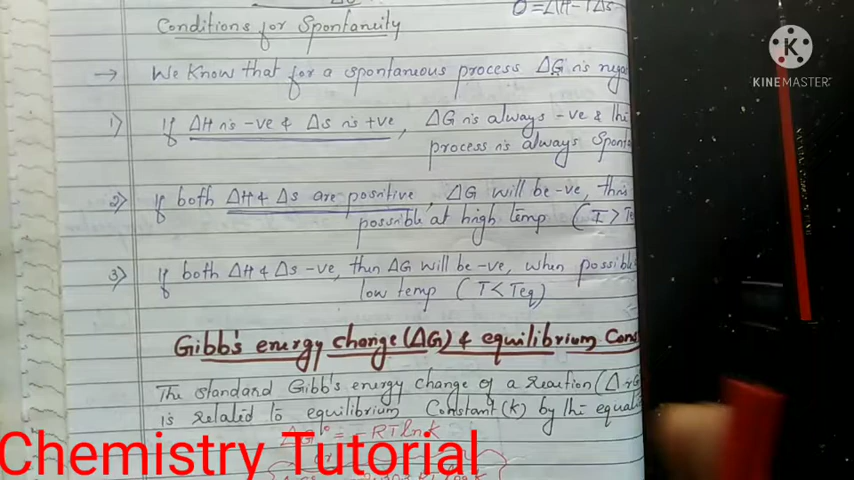 0 = ΔH - TΔs
Conditions for Spontaneity
K
KINEMASTER
→ We Know that for a spontaneous process ΔG is nega
1) If ΔH is -ve & Δs is +ve, ΔG is always -ve & the
process is always Spont
2) If both ΔH & Δs are positive, ΔG will be -ve, this
possible at high temp (T > Te
3) If both ΔH & Δs -ve, then ΔG will be -ve, when possible
low temp (T < Teq)
Gibb's energy change (ΔG) & equilibrium Cons
The standard Gibb's energy change of a reaction (ΔrG
is related to equilibrium Constant (K) by the equati
= -RTlnK
Chemistry Tutorial